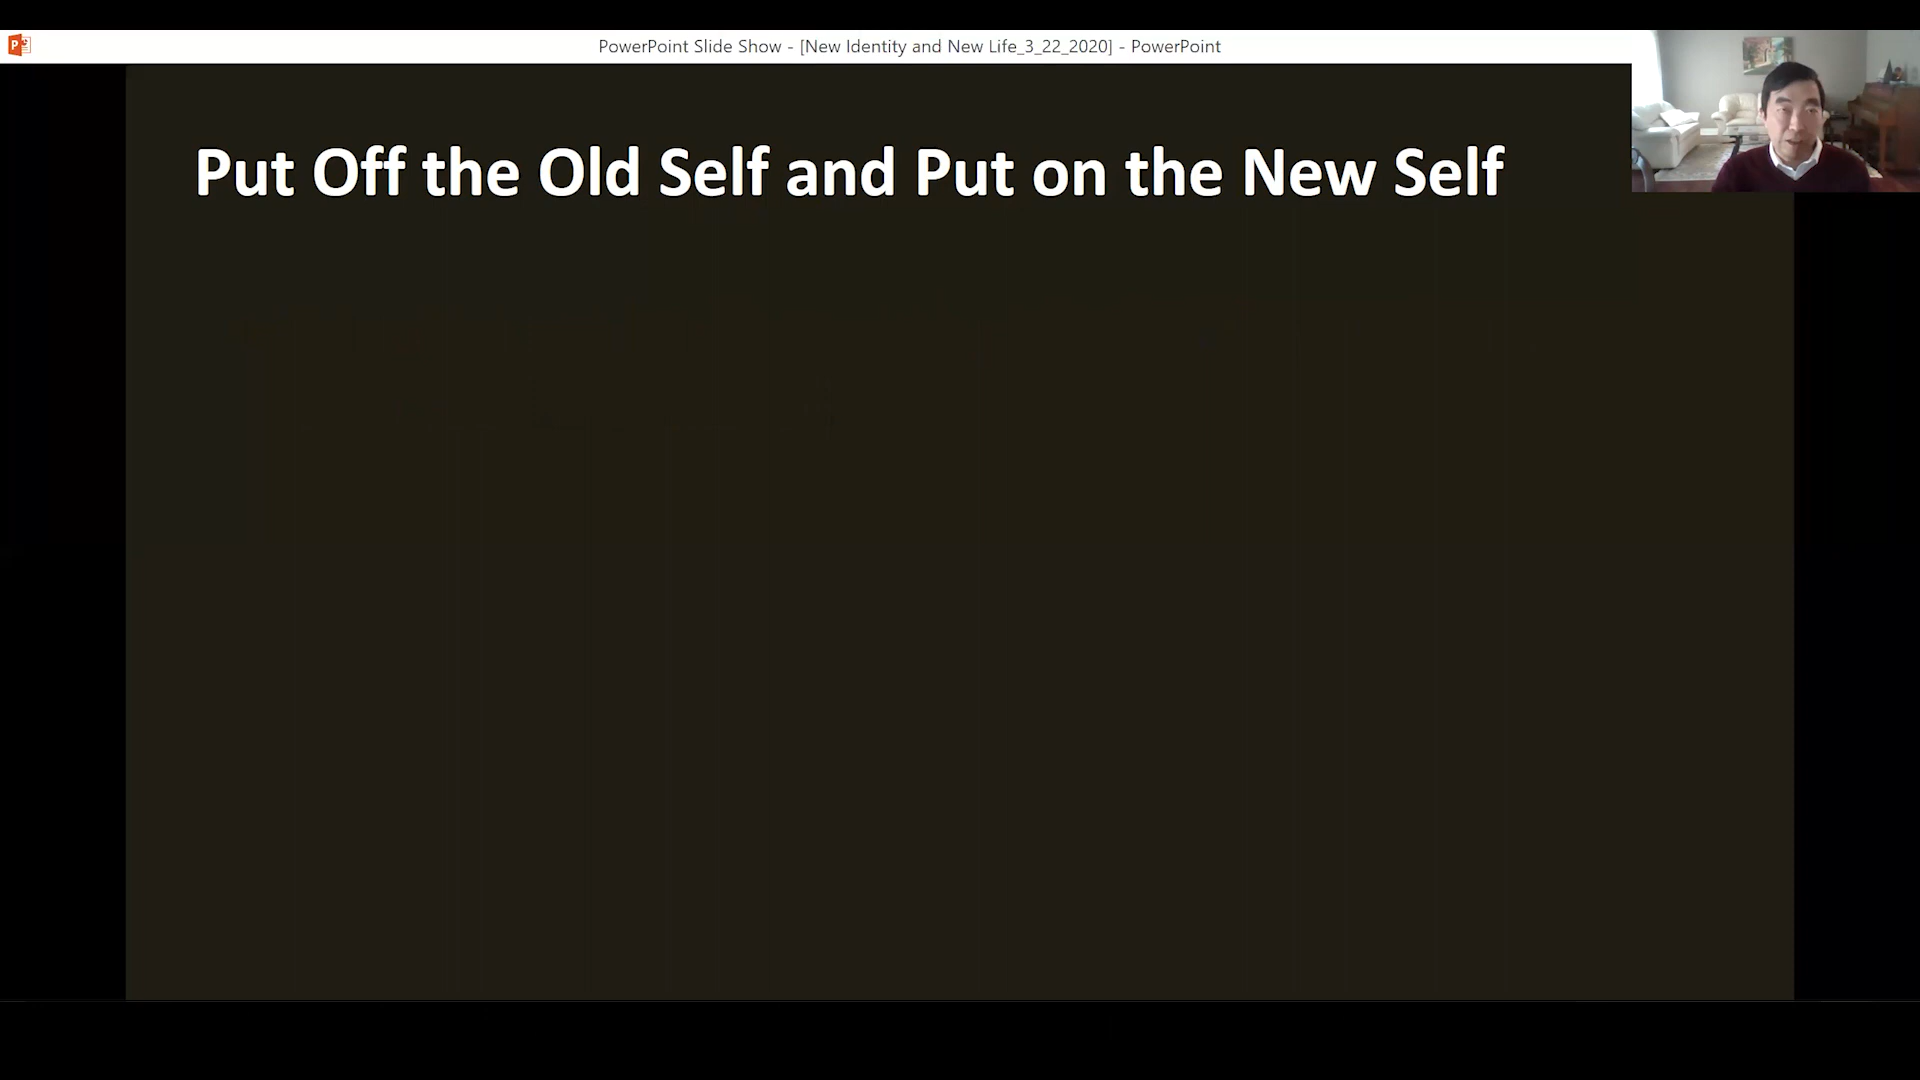 PowerPoint Slide Show - [New Identity and New Life_3_22_2020] - PowerPoint
Put Off the Old Self and Put on the New Self